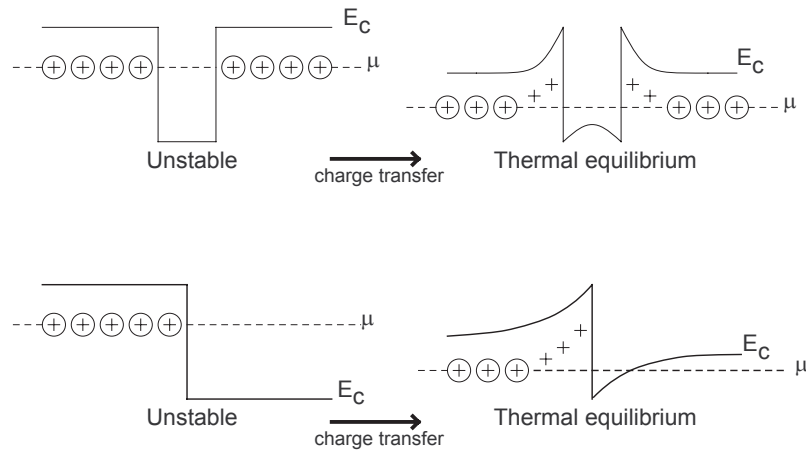 E_C
μ
Unstable
charge transfer
E_C
μ
Thermal equilibrium
μ
E_C
Unstable
charge transfer
E_C
μ
Thermal equilibrium